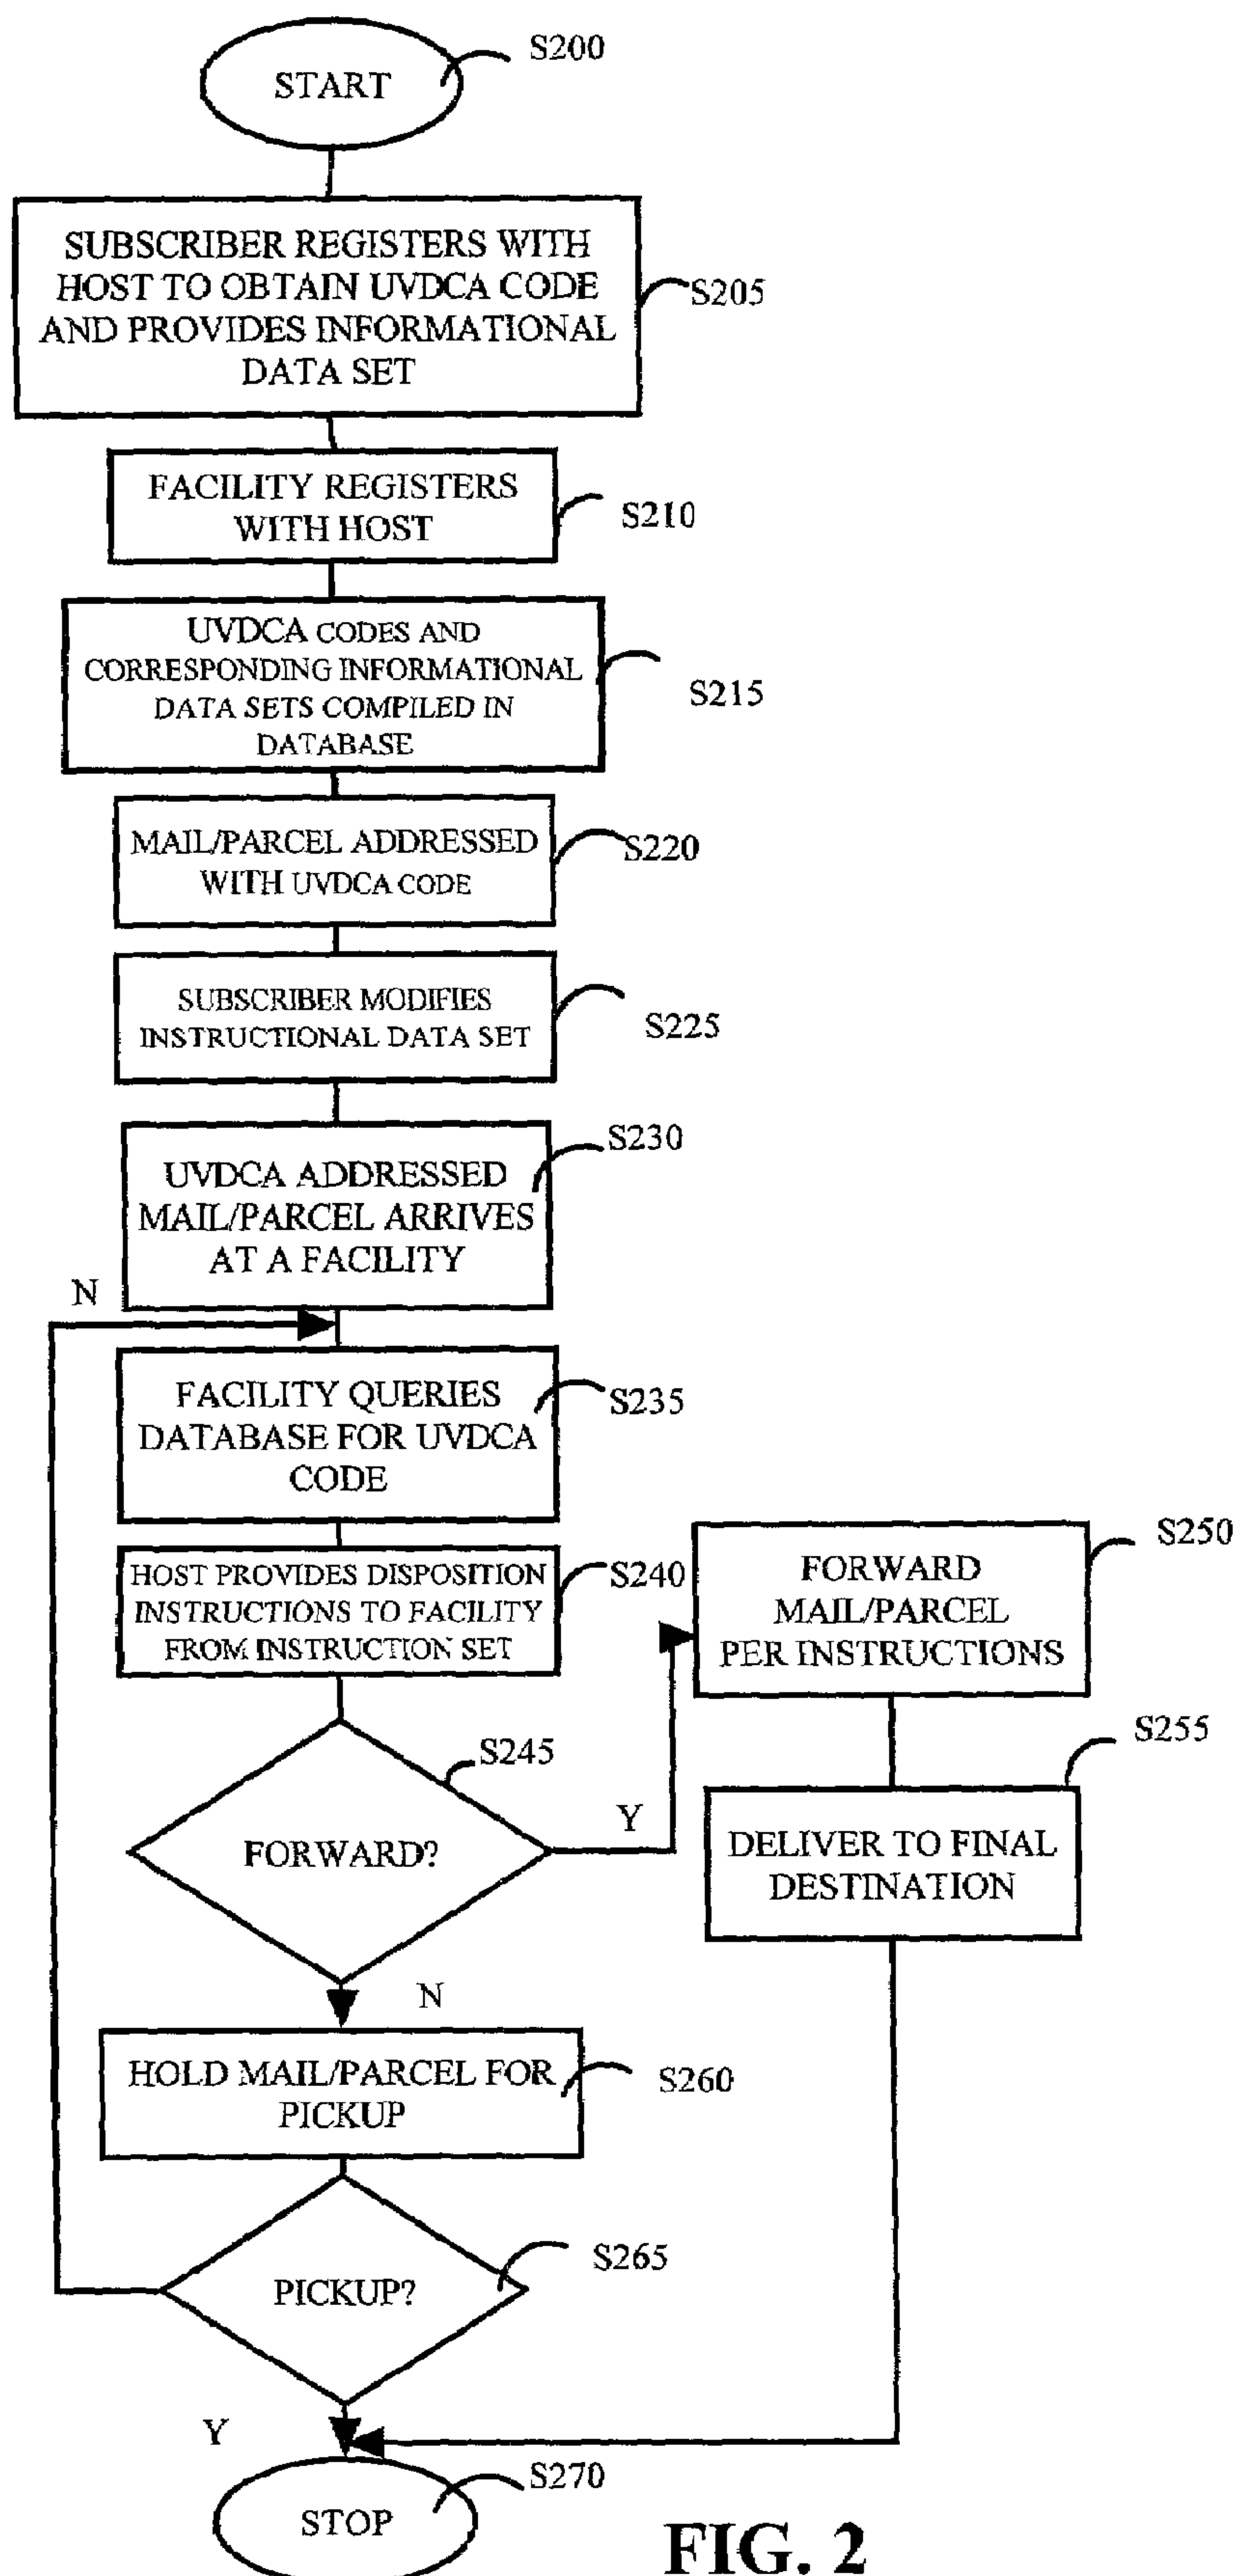 START
S200
SUBSCRIBER REGISTERS WITH
HOST TO OBTAIN UVDCA CODE
AND PROVIDES INFORMATIONAL
DATA SET
S205
FACILITY REGISTERS
WITH HOST
S210
UVDCA CODES AND
CORRESPONDING INFORMATIONAL
DATA SETS COMPILED IN
DATABASE
S215
MAIL/PARCEL ADDRESSED
WITH UVDCA CODE
S220
SUBSCRIBER MODIFIES
INSTRUCTIONAL DATA SET
S225
UVDCA ADDRESSED
MAIL/PARCEL ARRIVES
AT A FACILITY
S230
N
FACILITY QUERIES
DATABASE FOR UVDCA
CODE
S235
HOST PROVIDES DISPOSITION
INSTRUCTIONS TO FACILITY
FROM INSTRUCTION SET
S240
FORWARD?
S245
Y
FORWARD
MAIL/PARCEL
PER INSTRUCTIONS
S250
DELIVER TO FINAL
DESTINATION
S255
N
HOLD MAIL/PARCEL FOR
PICKUP
S260
PICKUP?
S265
Y
STOP
S270
FIG. 2